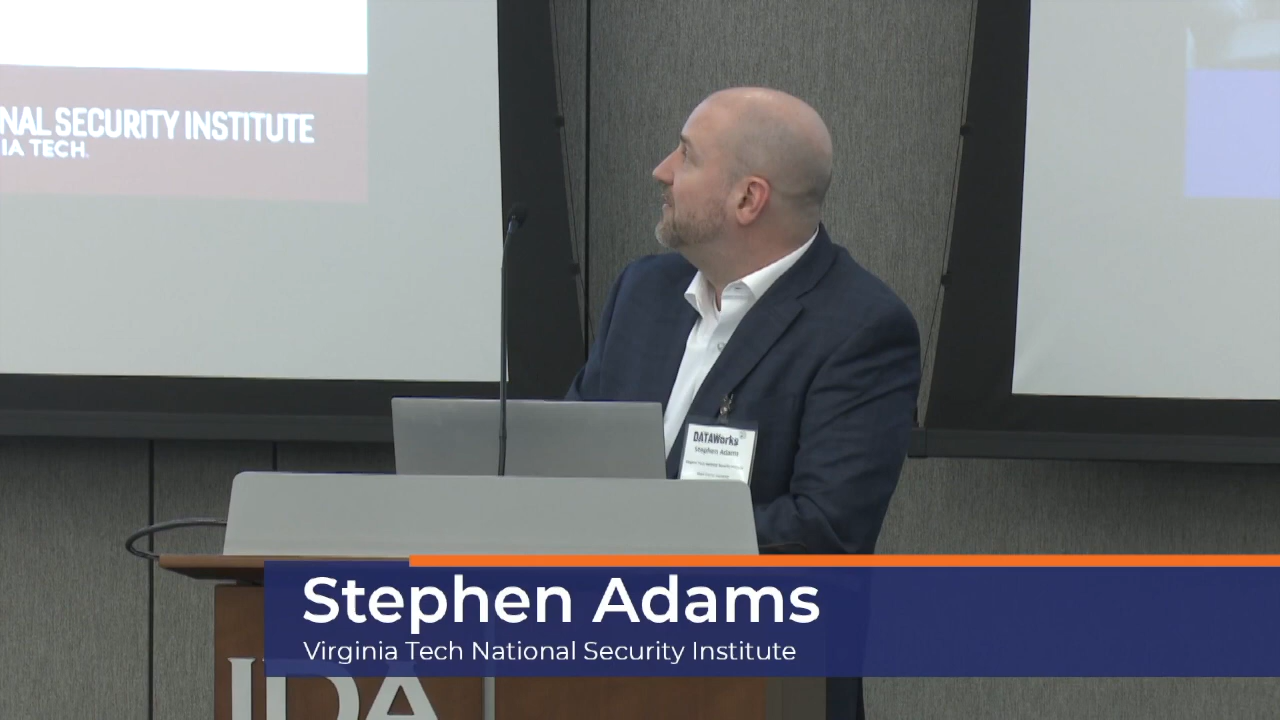 NAL SECURITY INSTITUTE
IA TECH.
DATAWorks
Stephen Adams
Stephen Adams
Virginia Tech National Security Institute
IDA